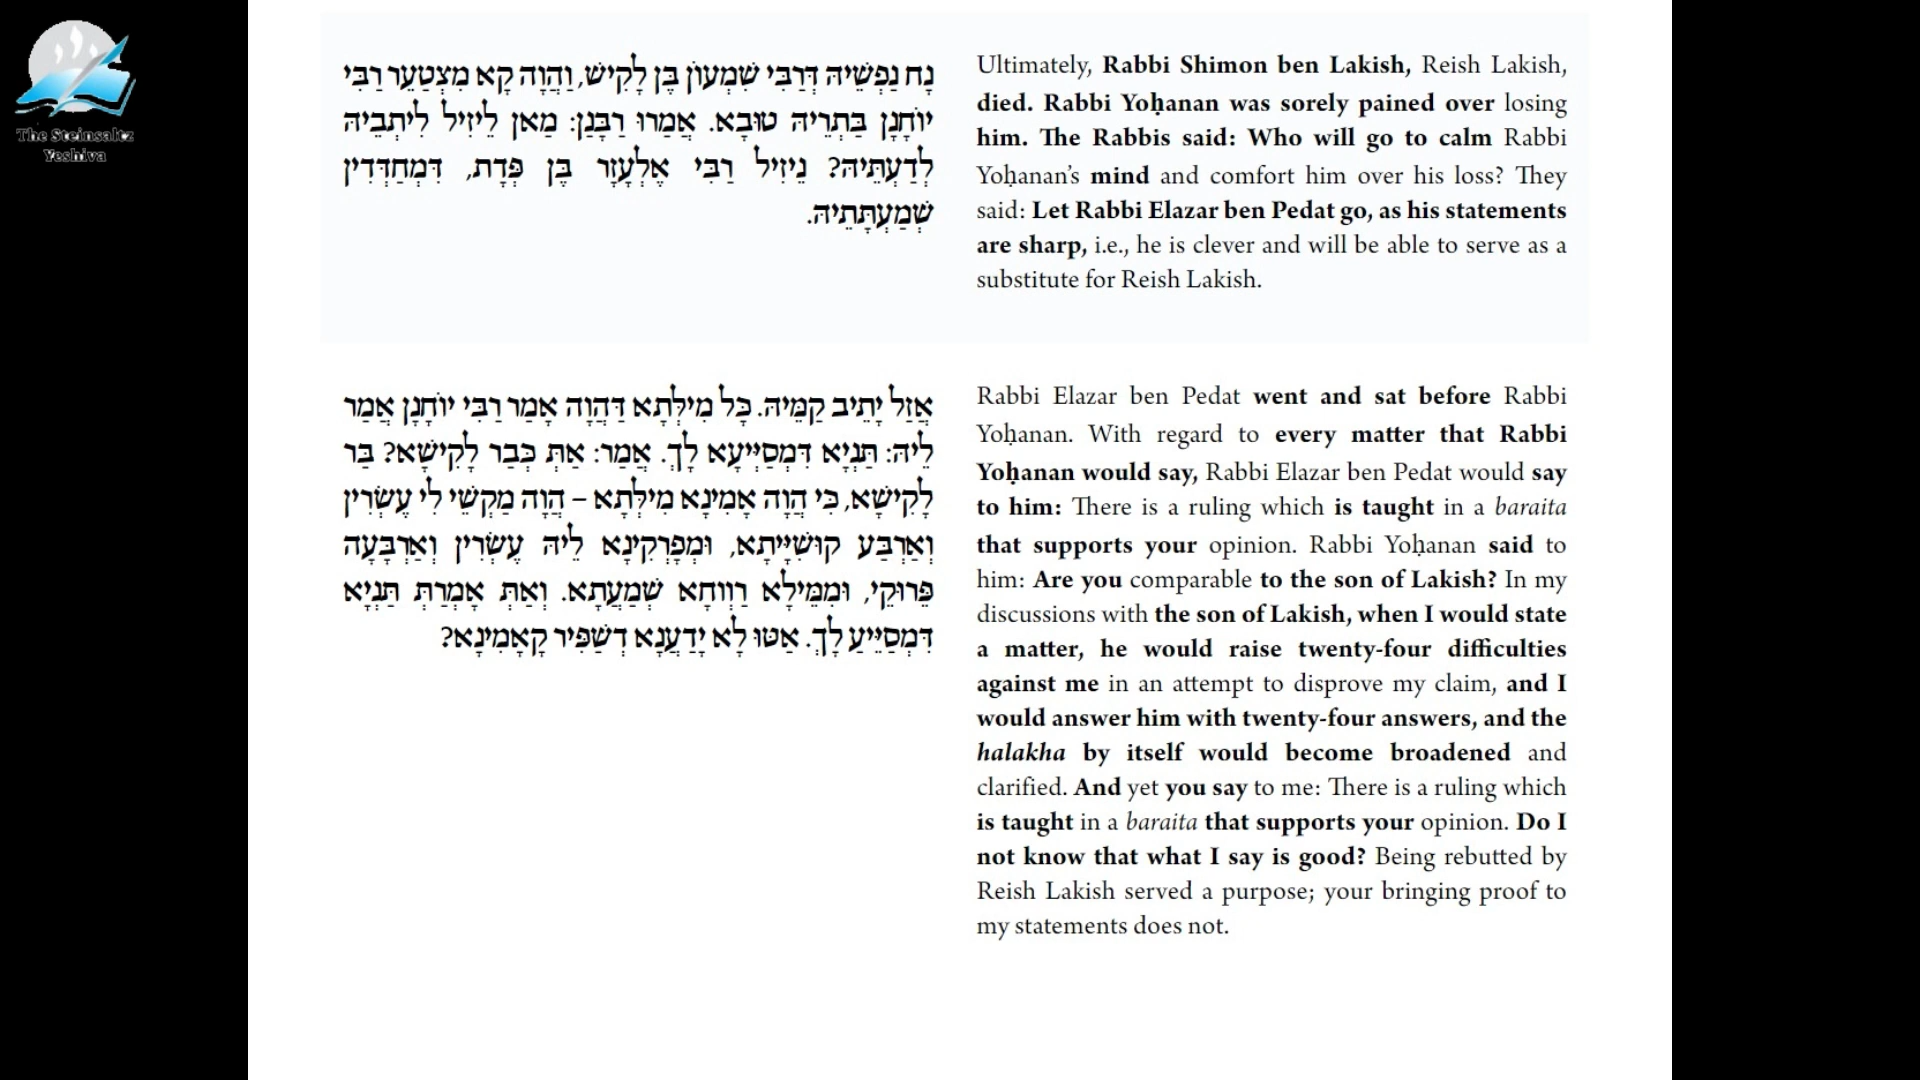 The Steinsaltz
Yeshiva
נָח נַפְשֵׁיהּ דְּרַבִּי שִׁמְעוֹן בֶּן לָקִישׁ, וַהֲוָה קָא מִצְטַעֵר רַבִּי
יוֹחָנָן בַּתְרֵיהּ טוּבָא. אֲמַרוּ רַבָּנַן: מַאן לֵיזִיל לִיתְבֵיהּ
לְדַעְתֵּיהּ? נֵיזִיל רַבִּי אֶלְעָזָר בֶּן פְּדָת, דִּמְחַדְּדִין
שְׁמַעְתָּתֵיהּ.
Ultimately, Rabbi Shimon ben Lakish, Reish Lakish,
died. Rabbi Yoḥanan was sorely pained over losing
him. The Rabbis said: Who will go to calm Rabbi
Yoḥanan’s mind and comfort him over his loss? They
said: Let Rabbi Elazar ben Pedat go, as his statements
are sharp, i.e., he is clever and will be able to serve as a
substitute for Reish Lakish.
אֲזַל יָתֵיב קַמֵּיהּ. כָּל מִילְּתָא דַּהֲוָה אָמַר רַבִּי יוֹחָנָן אֲמַר
לֵיהּ: תַּנְיָא דִּמְסַיְּיעָא לָךְ. אֲמַר: אַתְּ כְּבַר לָקִישָׁא? בַּר
לָקִישָׁא, כִּי הֲוָה אָמֵינָא מִילְּתָא – הֲוָה מַקְשֵׁי לִי עֶשְׂרִין
וְאַרְבַּע קוּשְׁיָיתָא, וּמְפָרֵקְינָא לֵיהּ עֶשְׂרִין וְאַרְבָּעָה
פֵּרוּקֵי, וּמִמֵּילָא רָוְוחָא שְׁמַעְתָּא. וְאַתְּ אָמְרַתְּ תַּנְיָא
דִּמְסַיֵּיעַ לָךְ. אַטּוּ לָא יָדַעְנָא דְּשַׁפִּיר קָאָמֵינָא?
Rabbi Elazar ben Pedat went and sat before Rabbi
Yoḥanan. With regard to every matter that Rabbi
Yoḥanan would say, Rabbi Elazar ben Pedat would say
to him: There is a ruling which is taught in a baraita
that supports your opinion. Rabbi Yoḥanan said to
him: Are you comparable to the son of Lakish? In my
discussions with the son of Lakish, when I would state
a matter, he would raise twenty-four difficulties
against me in an attempt to disprove my claim, and I
would answer him with twenty-four answers, and the
halakha by itself would become broadened and
clarified. And yet you say to me: There is a ruling which
is taught in a baraita that supports your opinion. Do I
not know that what I say is good? Being rebutted by
Reish Lakish served a purpose; your bringing proof to
my statements does not.